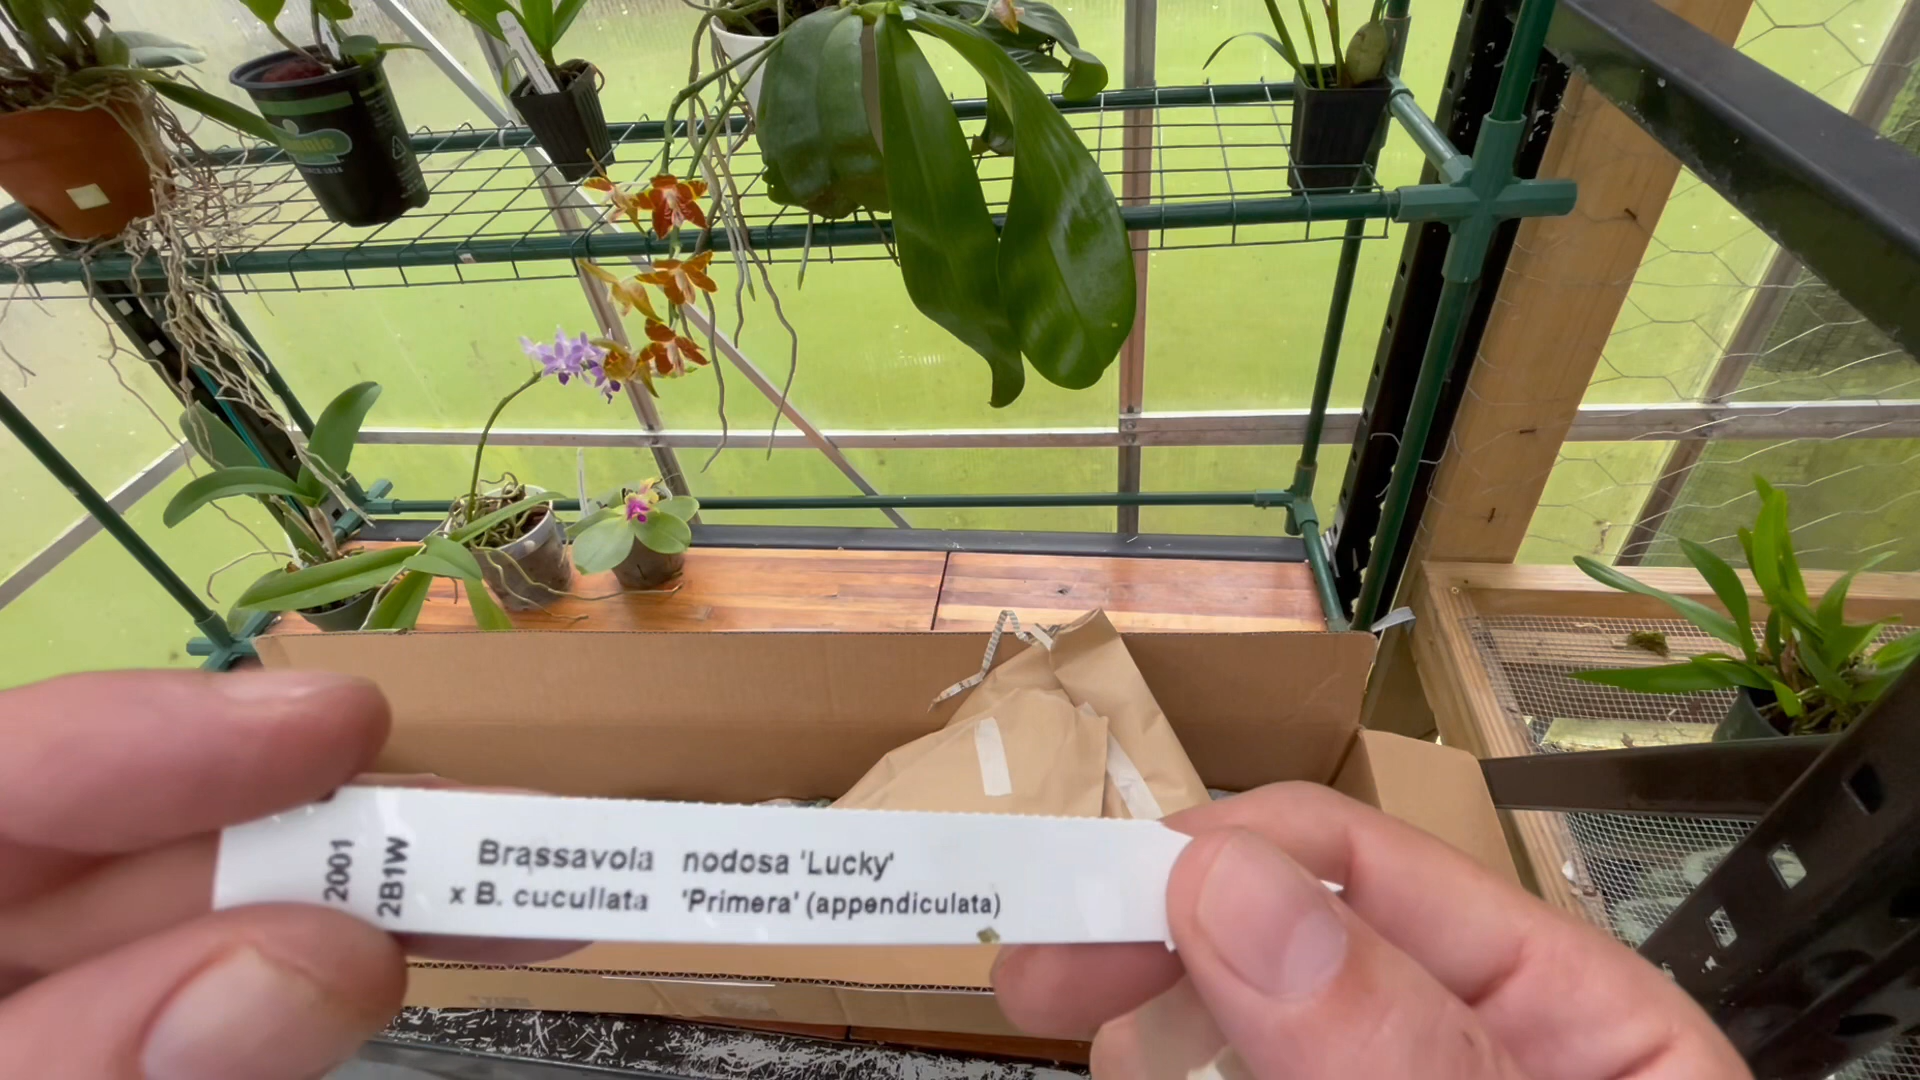 2001
2B1W
Brassavola nodosa 'Lucky'
x B. cucullata 'Primera' (appendiculata)